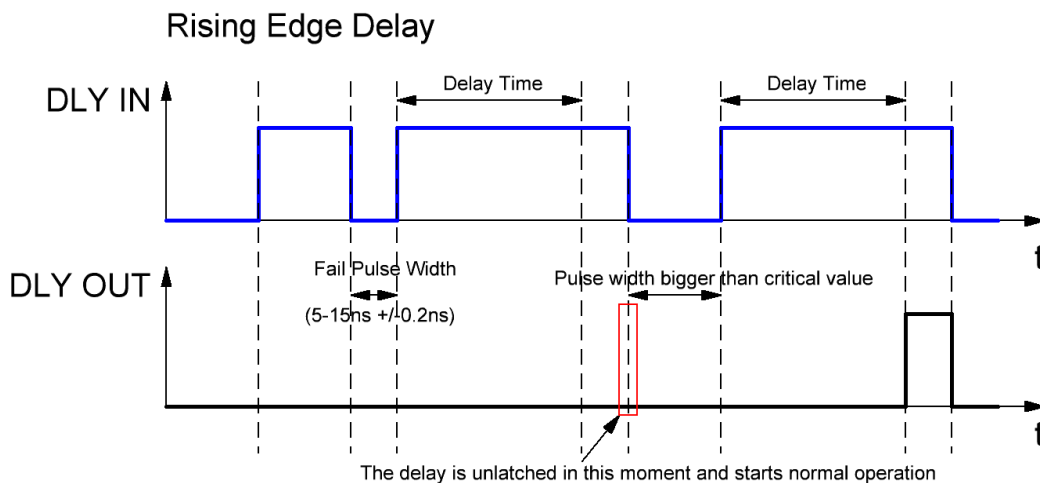 Rising Edge Delay
DLY IN
Delay Time
Delay Time
t
DLY OUT
Fail Pulse Width
(5-15ns +/-0.2ns)
Pulse width bigger than critical value
t
The delay is unlatched in this moment and starts normal operation